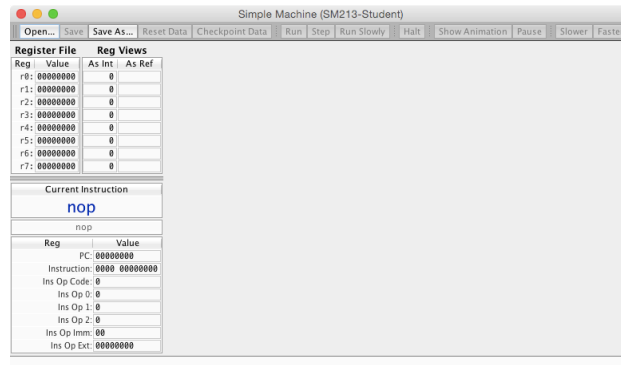 Simple Machine (SM213-Student)
Open... Save Save As... Reset Data Checkpoint Data Run Step Run Slowly Halt Show Animation Pause Slower Faste
Register File Reg Views
Reg Value As Int As Ref
r0: 00000000 0
r1: 00000000 0
r2: 00000000 0
r3: 00000000 0
r4: 00000000 0
r5: 00000000 0
r6: 00000000 0
r7: 00000000 0
Current Instruction
nop
nop
Reg Value
PC: 00000000
Instruction: 0000 00000000
Ins Op Code: 0
Ins Op 0: 0
Ins Op 1: 0
Ins Op 2: 0
Ins Op Imm: 00
Ins Op Ext: 00000000